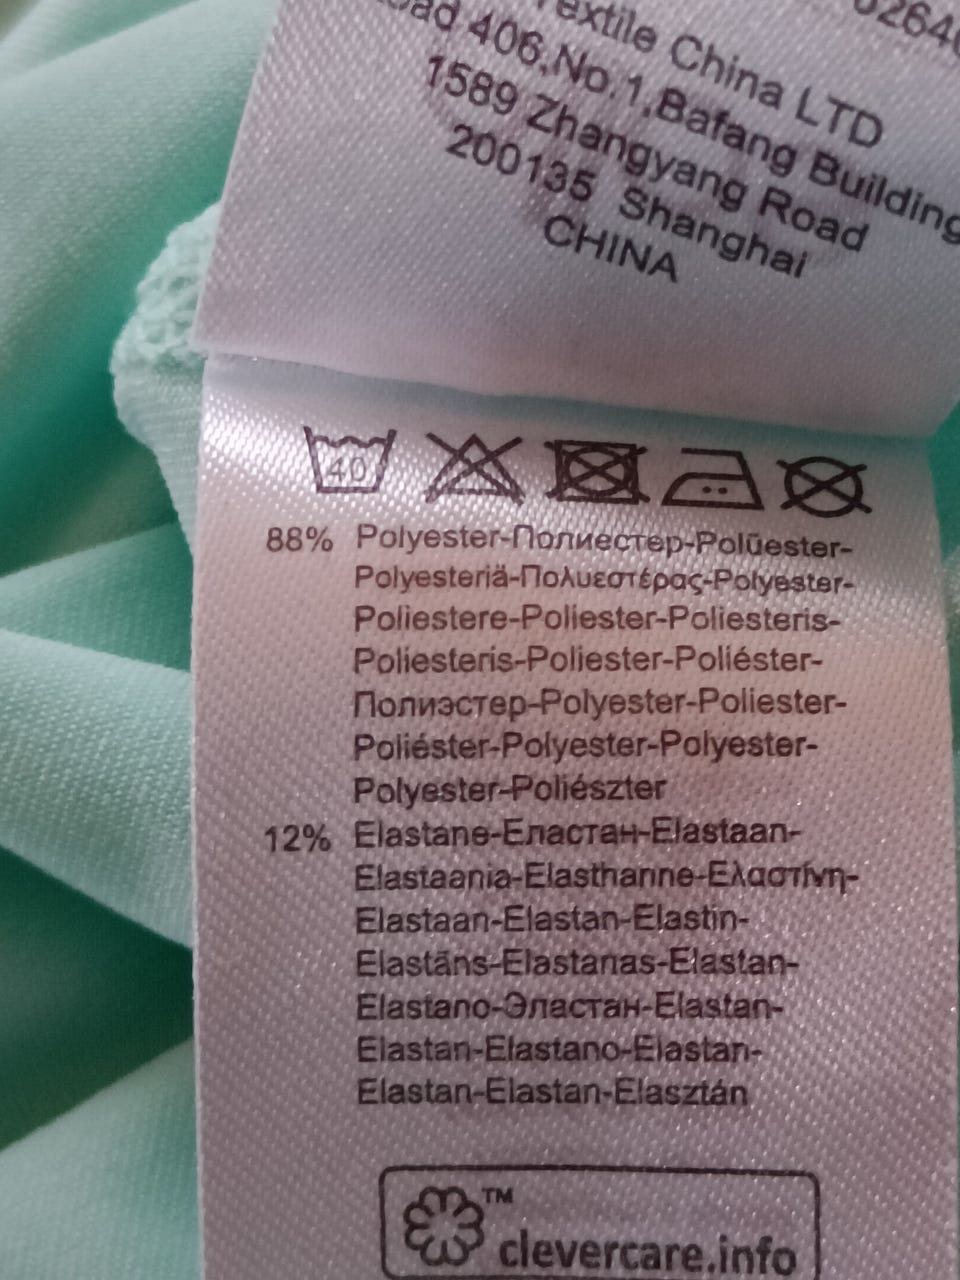 Textile China LTD
406,No.1,Bafang Building
1589 Zhangyang Road
200135 Shanghai
CHINA
40
88% Polyester-Полиестер-Polüester-
Polyesteriä-Πολυεστέρας-Polyester-
Poliestere-Poliester-Poliesteris-
Poliesteris-Poliester-Poliéster-
Полиэстер-Polyester-Poliester-
Poliéster-Polyester-Polyester-
Polyester-Poliészter
12% Elastane-Еластан-Elastaan-
Elastaania-Elasthanne-Ελαστίνη-
Elastaan-Elastan-Elastin-
Elastāns-Elastanas-Elastan-
Elastano-Эластан-Elastan-
Elastan-Elastano-Elastan-
Elastan-Elastan-Elasztán
TM
clevercare.info